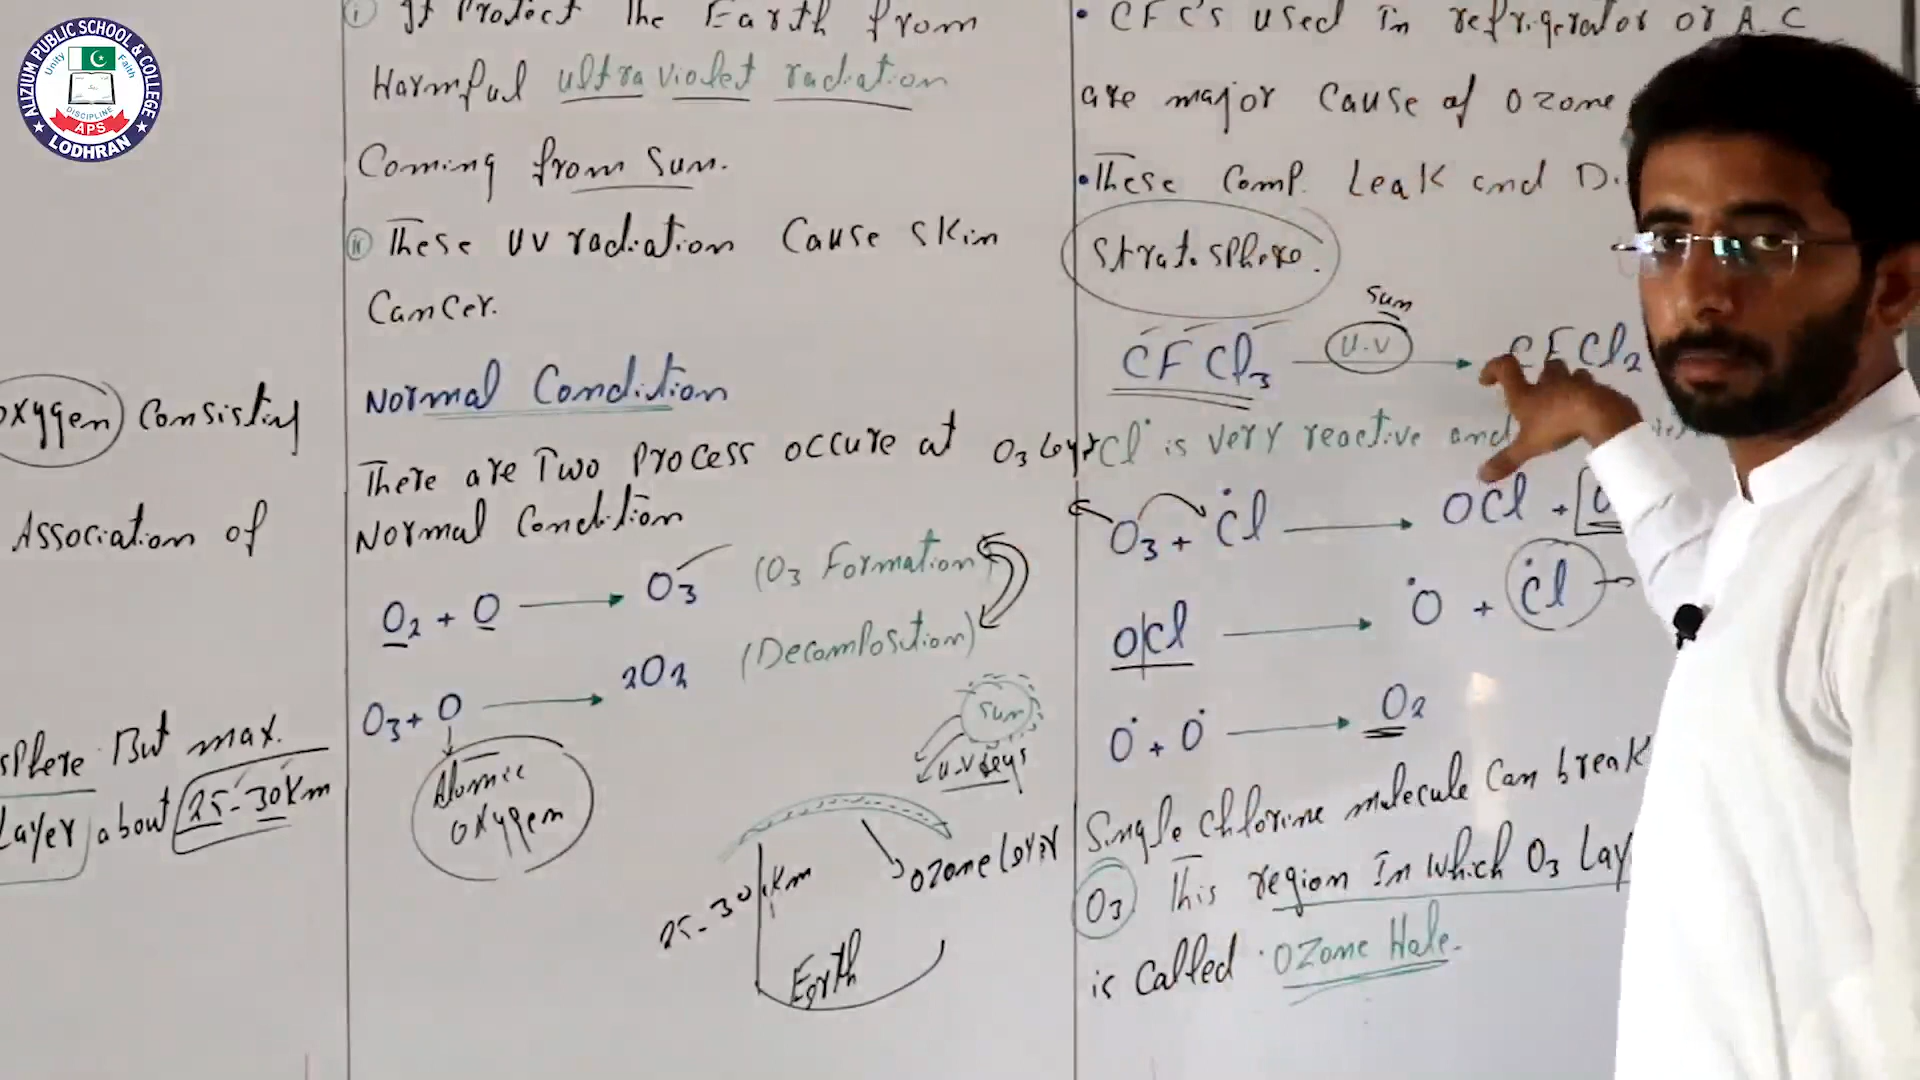 ALIZIUM PUBLIC SCHOOL & COLLEGE
Unity
Faith
DISCIPLINE
APS
LODHRAN
oxygen Consisting
Association of
sphere. But max.
Layer about 25-30Km
i) It Protect The Earth from
Harmful ultraviolet radiation
Coming from Sun.
ii) These UV radiation Cause Skin
Cancer.
Normal Condition
There are Two Process occure at O3 Layr
Normal Condition
O2 + O → O3 (O3 Formation)
O3 + O → 2O2 (Decomposition)
Atomic
oxygen
Sun
U.V
25-30 Km
Ozone Layer
Earth
• CFC's used in refrigerator or A.C
are major Cause of Ozone
• These Comp. Leak and
Stratosphere.
CFCl3 → CFCl2
Sun
U.V
Cl• is very reactive and
O3 + Cl → OCl +
OCl → O + Cl
O + O → O2
Single Chlorine molecule Can break
O3 This region In which O3 Lay
is Called Ozone Hole.